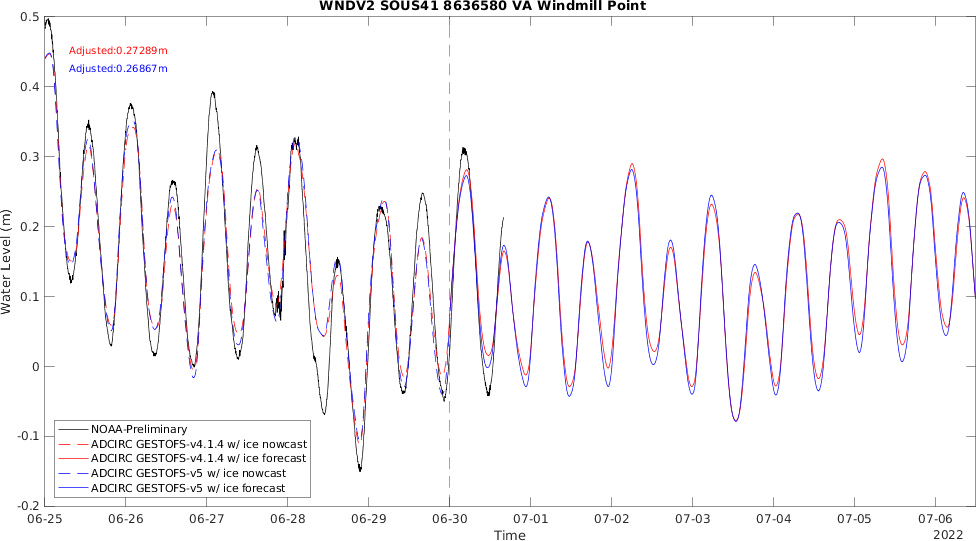 WNDV2 SOUS41 8636580 VA Windmill Point
Water Level (m)
0.5
0.4
0.3
0.2
0.1
0
-0.1
-0.2
Adjusted:0.27289m
Adjusted:0.26867m
NOAA-Preliminary
ADCIRC GESTOFS-v4.1.4 w/ ice nowcast
ADCIRC GESTOFS-v4.1.4 w/ ice forecast
ADCIRC GESTOFS-v5 w/ ice nowcast
ADCIRC GESTOFS-v5 w/ ice forecast
06-25 06-26 06-27 06-28 06-29 06-30 07-01 07-02 07-03 07-04 07-05 07-06
Time
2022